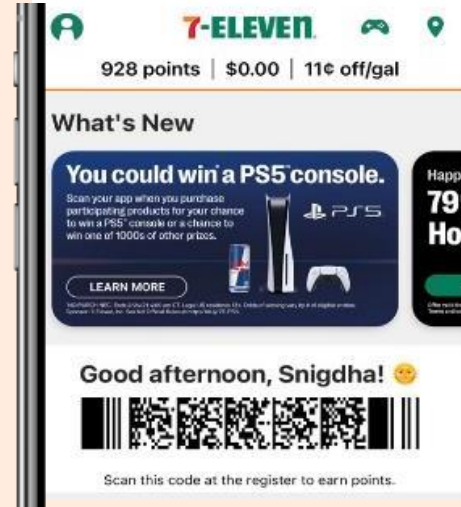 7-ELEVEN
928 points | $0.00 | 11¢ off/gal
What's New
You could win a PS5 console.
Scan your app when you purchase
participating products for your chance
to win a PS5 console or a chance to
win one of 1000s of other prizes.
PS5
LEARN MORE
Happ
79
Ho
Good afternoon, Snigdha! 🌞
Scan this code at the register to earn points.